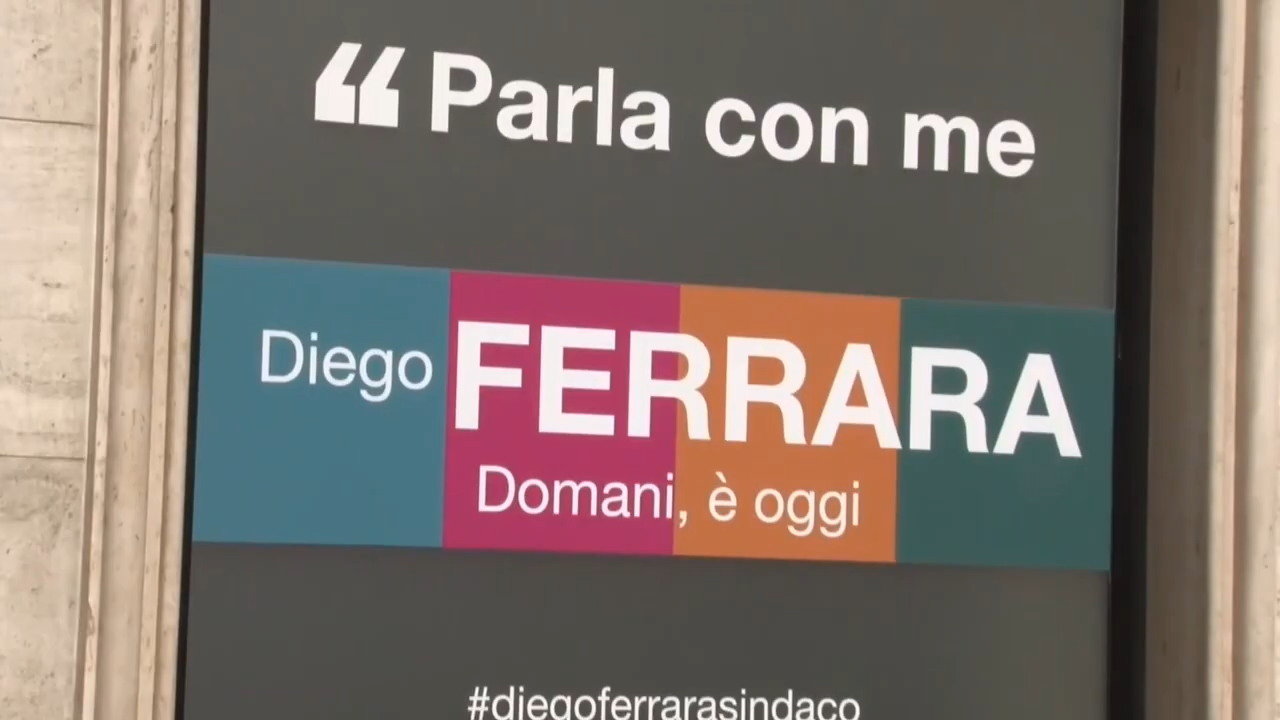 “Parla con me
Diego FERRARA
Domani, è oggi
#diegoferrarasindaco